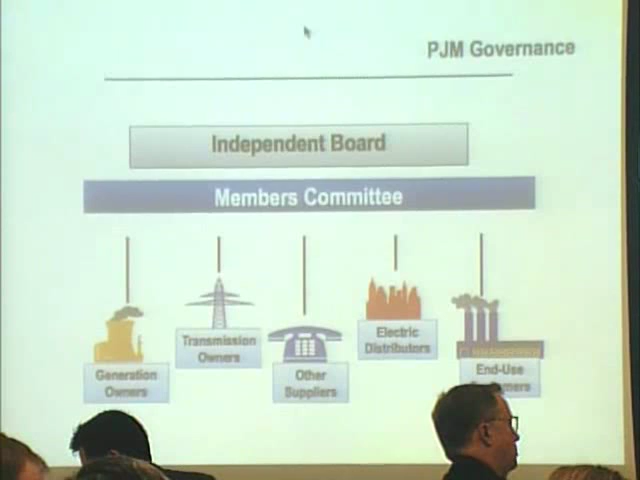 PJM Governance
Independent Board
Members Committee
Generation
Owners
Transmission
Owners
Other
Suppliers
Electric
Distributors
End-Use